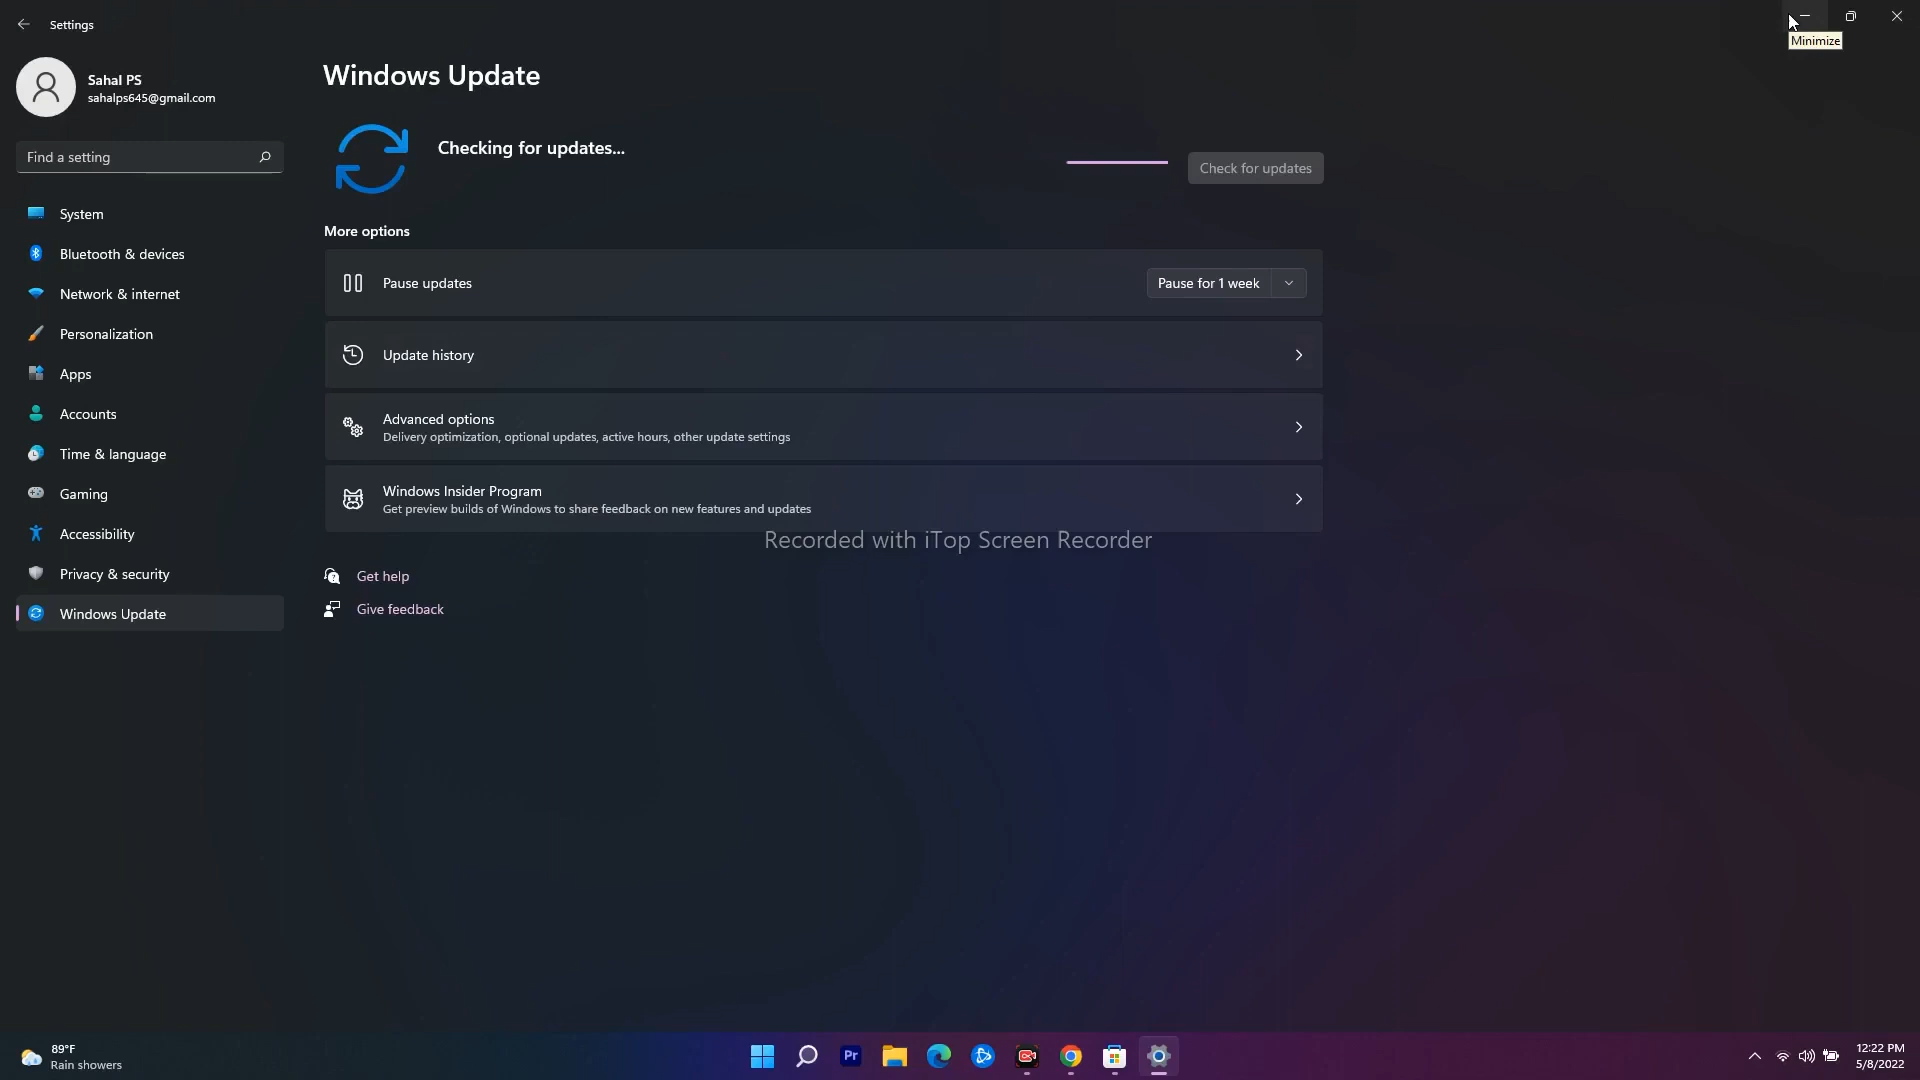 Settings
Minimize
Sahal PS
sahalps645@gmail.com
Find a setting
System
Bluetooth & devices
Network & internet
Personalization
Apps
Accounts
Time & language
Gaming
Accessibility
Privacy & security
Windows Update
Windows Update
Checking for updates...
Check for updates
More options
Pause updates
Pause for 1 week
Update history
Advanced options
Delivery optimization, optional updates, active hours, other update settings
Windows Insider Program
Get preview builds of Windows to share feedback on new features and updates
Recorded with iTop Screen Recorder
Get help
Give feedback
89°F
Rain showers
Pr
12:22 PM
5/8/2022